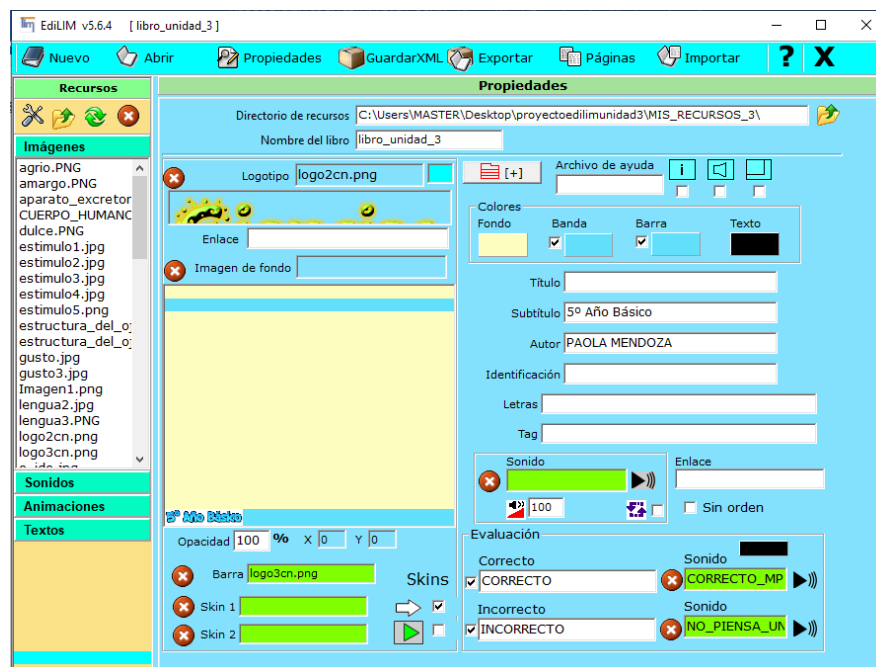 EdiLIM v5.6.4 [ libro_unidad_3 ]
Nuevo Abrir Propiedades GuardarXML Exportar Páginas Importar ? X
Recursos
Propiedades
Directorio de recursos C:\Users\MASTER\Desktop\proyectoedilimunidad3\MIS_RECURSOS_3\
Nombre del libro libro_unidad_3
Imágenes
agrio.PNG
amargo.PNG
aparato_excretor
CUERPO_HUMANO
dulce.PNG
estimulo1.jpg
estimulo2.jpg
estimulo3.jpg
estimulo4.jpg
estimulo5.png
estructura_del_oj
estructura_del_oj
gusto.jpg
gusto3.jpg
Imagen1.png
lengua2.jpg
lengua3.PNG
logo2cn.png
logo3cn.png
Sonidos
Animaciones
Textos
Logotipo logo2cn.png
Enlace
Imagen de fondo
5º Año Básico
Opacidad 100 % X 0 Y 0
Barra logo3cn.png
Skins
Skin 1
Skin 2
[+]
Archivo de ayuda
i
Colores
Fondo Banda Barra Texto
Título
Subtítulo 5º Año Básico
Autor PAOLA MENDOZA
Identificación
Letras
Tag
Sonido
100
Enlace
Sin orden
Evaluación
Correcto Sonido
CORRECTO CORRECTO_MP
Incorrecto Sonido
INCORRECTO NO_PIENSA_UN